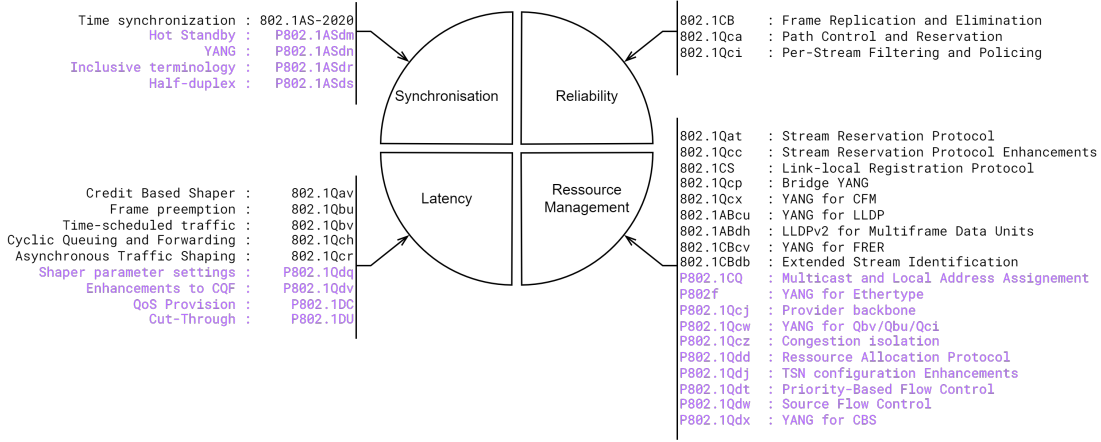 Time synchronization : 802.1AS-2020
Hot Standby : P802.1ASdm
YANG : P802.1ASdn
Inclusive terminology : P802.1ASdr
Half-duplex : P802.1ASds
Synchronisation
Reliability
802.1CB : Frame Replication and Elimination
802.1Qca : Path Control and Reservation
802.1Qci : Per-Stream Filtering and Policing
Credit Based Shaper : 802.1Qav
Frame preemption : 802.1Qbu
Time-scheduled traffic : 802.1Qbv
Cyclic Queuing and Forwarding : 802.1Qch
Asynchronous Traffic Shaping : 802.1Qcr
Shaper parameter settings : P802.1Qdq
Enhancements to CQF : P802.1Qdv
QoS Provision : P802.1DC
Cut-Through : P802.1DU
Latency
Ressource
Management
802.1Qat : Stream Reservation Protocol
802.1Qcc : Stream Reservation Protocol Enhancements
802.1CS : Link-local Registration Protocol
802.1Qcp : Bridge YANG
802.1Qcx : YANG for CFM
802.1ABcu : YANG for LLDP
802.1ABdh : LLDPv2 for Multiframe Data Units
802.1CBcv : YANG for FRER
802.1CBdb : Extended Stream Identification
P802.1CQ : Multicast and Local Address Assignement
P802f : YANG for Ethertype
P802.1Qcj : Provider backbone
P802.1Qcw : YANG for Qbv/Qbu/Qci
P802.1Qcz : Congestion isolation
P802.1Qdd : Ressource Allocation Protocol
P802.1Qdj : TSN configuration Enhancements
P802.1Qdt : Priority-Based Flow Control
P802.1Qdw : Source Flow Control
P802.1Qdx : YANG for CBS